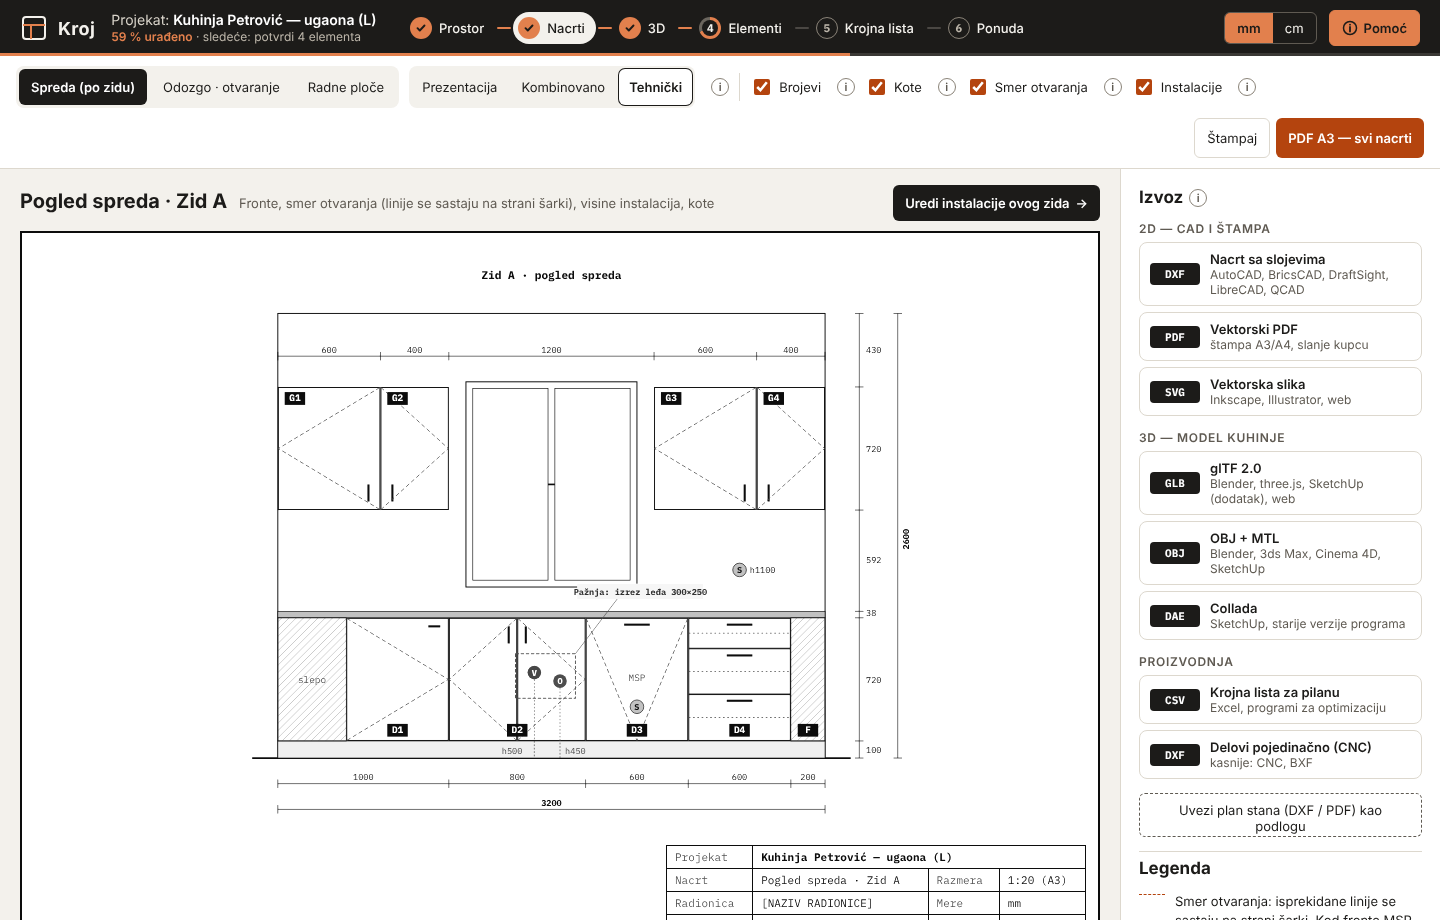 Kroj
Projekat: Kuhinja Petrović — ugaona (L)
59 % urađeno · sledeće: potvrdi 4 elementa
Prostor
Nacrti
3D
4 Elementi
5 Krojna lista
6 Ponuda
mm cm
Pomoć
Spreda (po zidu) Odozgo · otvaranje Radne ploče
Prezentacija Kombinovano Tehnički i
Brojevi i Kote i Smer otvaranja i Instalacije i
Štampaj PDF A3 — svi nacrti
Pogled spreda · Zid A Fronte, smer otvaranja (linije se sastaju na strani šarki), visine instalacija, kote
Uredi instalacije ovog zida →
Zid A · pogled spreda
600 400 1200 600 400
430
G1 G2 G3 G4
720
2600
592
S h1100
Pažnja: izrez leđa 300×250
38
slepo
V O
MSP
S
720
D1 D2 D3 D4 F
h500 h450
100
1000 800 600 600 200
3200
Projekat Kuhinja Petrović — ugaona (L)
Nacrt Pogled spreda · Zid A Razmera 1:20 (A3)
Radionica [NAZIV RADIONICE] Mere mm
Izvoz i
2D — CAD I ŠTAMPA
DXF Nacrt sa slojevima
AutoCAD, BricsCAD, DraftSight,
LibreCAD, QCAD
PDF Vektorski PDF
štampa A3/A4, slanje kupcu
SVG Vektorska slika
Inkscape, Illustrator, web
3D — MODEL KUHINJE
GLB glTF 2.0
Blender, three.js, SketchUp
(dodatak), web
OBJ OBJ + MTL
Blender, 3ds Max, Cinema 4D,
SketchUp
DAE Collada
SketchUp, starije verzije programa
PROIZVODNJA
CSV Krojna lista za pilanu
Excel, programi za optimizaciju
DXF Delovi pojedinačno (CNC)
kasnije: CNC, BXF
Uvezi plan stana (DXF / PDF) kao
podlogu
Legenda
Smer otvaranja: isprekidane linije se
sastaju na strani šarki. Kod fronte MSP